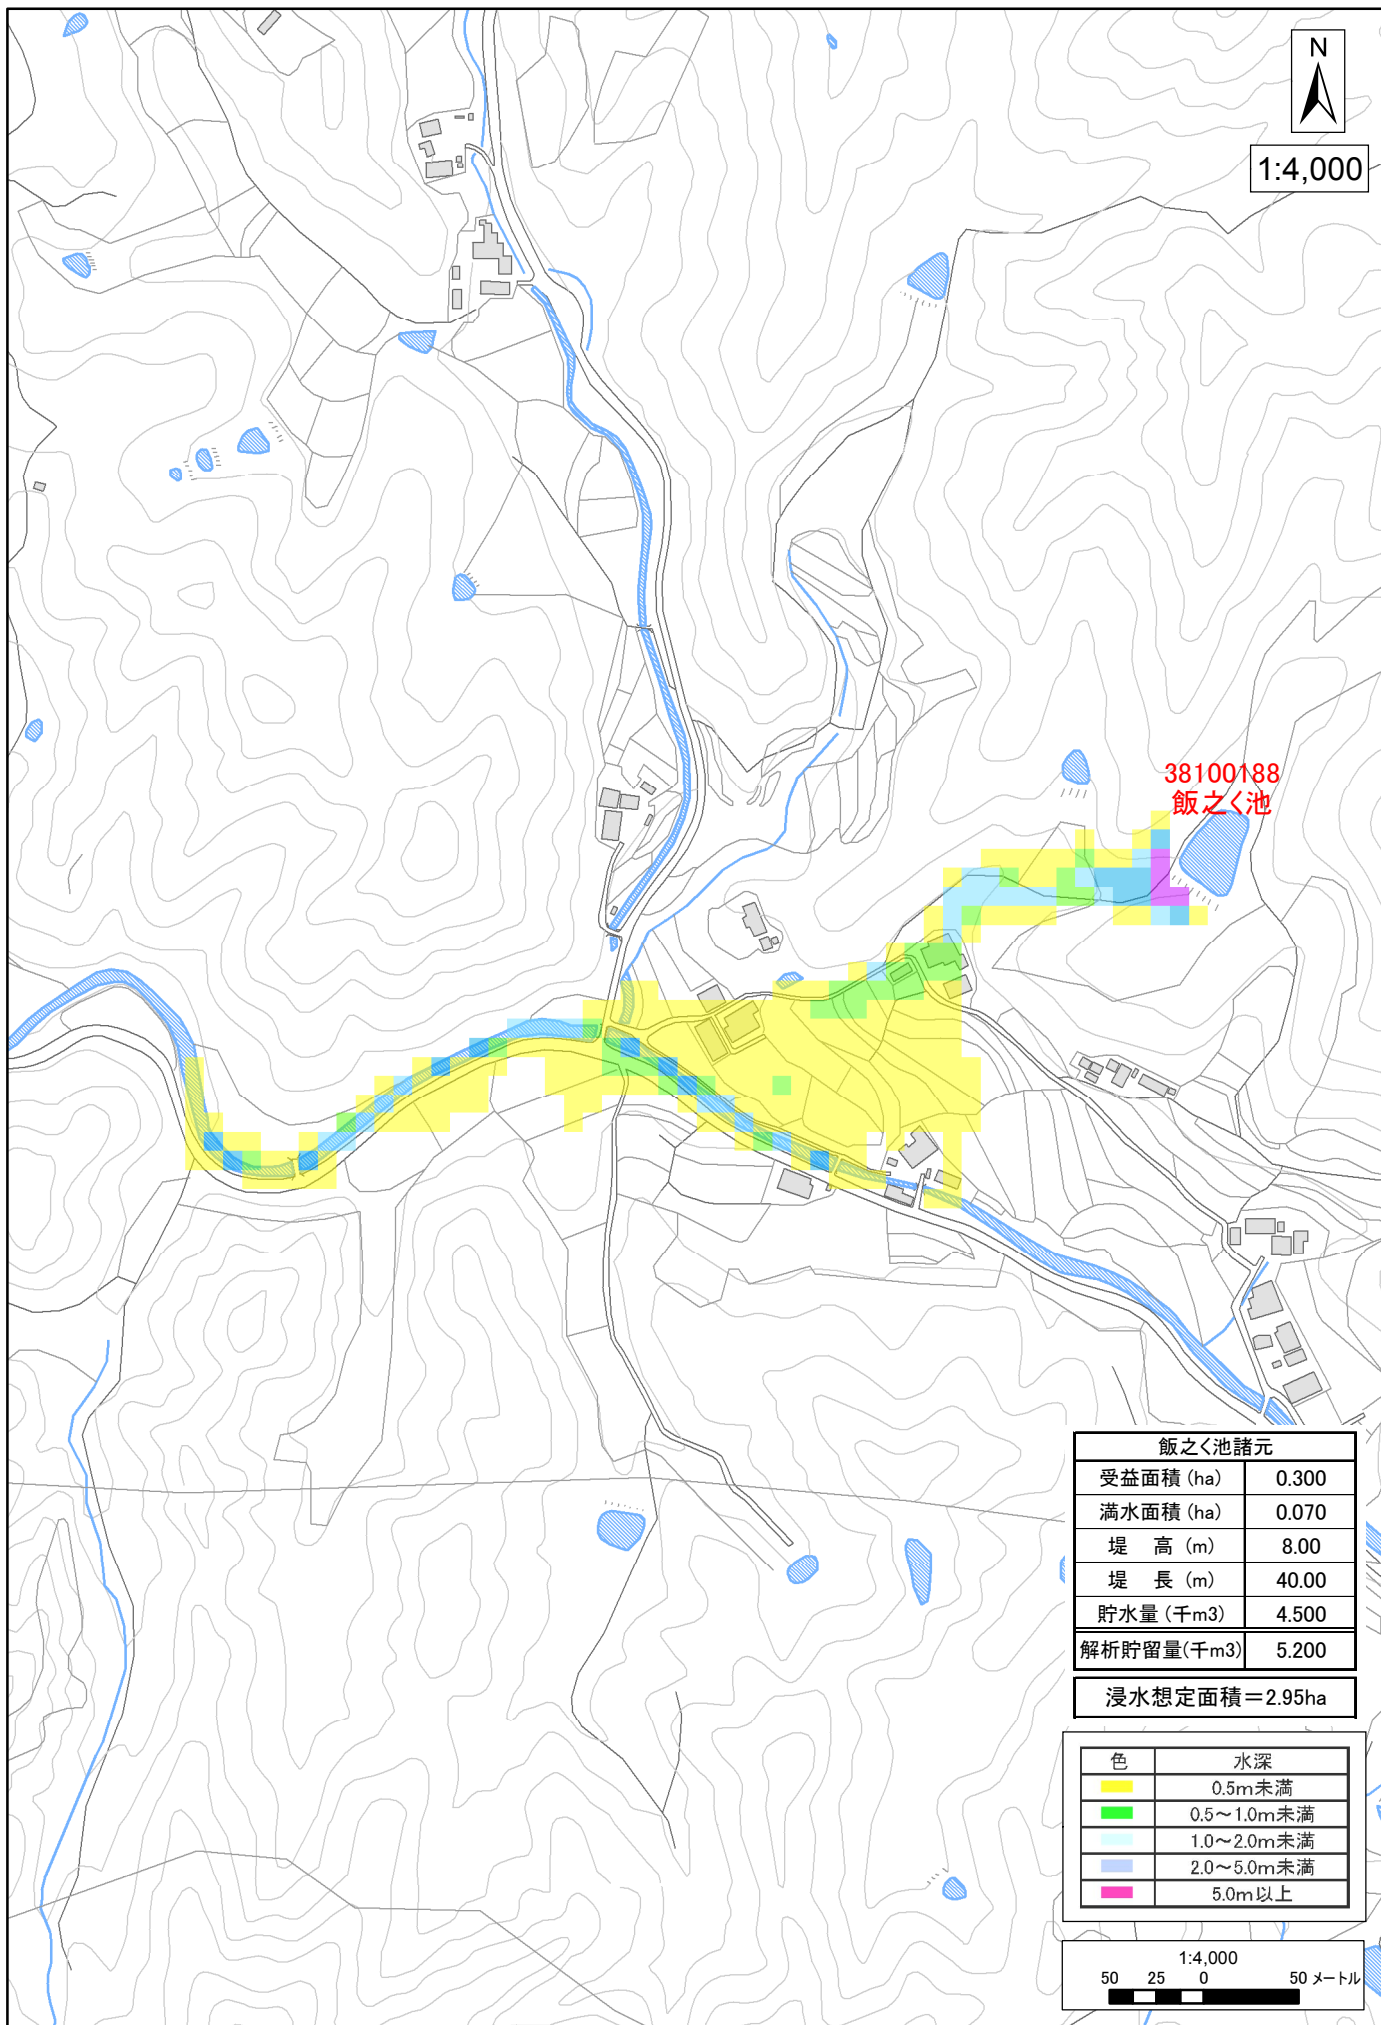 N
1:4,000
38100188
飯之く池
飯之く池諸元
受益面積 (ha) 0.300
満水面積 (ha) 0.070
堤 高 (m) 8.00
堤 長 (m) 40.00
貯水量 (千m3) 4.500
解析貯留量(千m3) 5.200
浸水想定面積=2.95ha
色 水深
0.5m未満
0.5~1.0m未満
1.0~2.0m未満
2.0~5.0m未満
5.0m以上
1:4,000
50 25 0 50 メートル